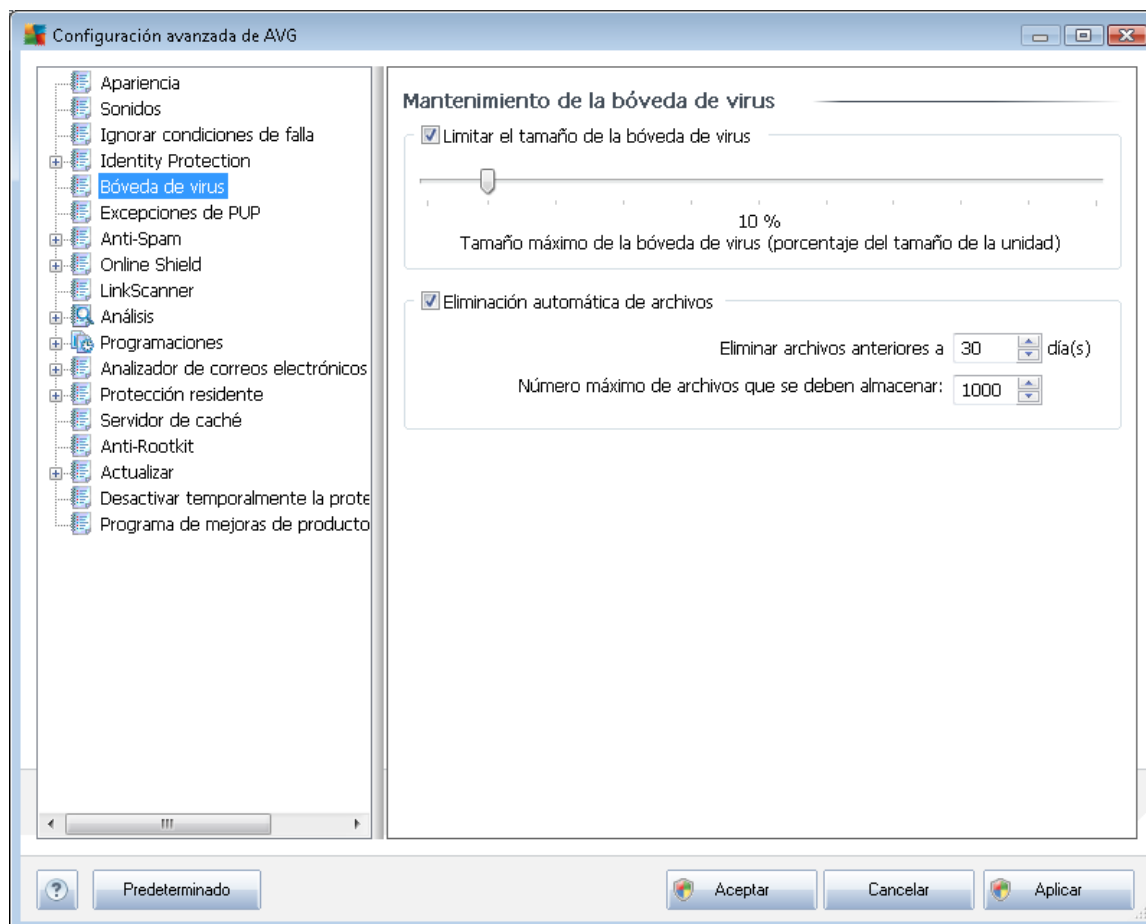 Configuración avanzada de AVG
Apariencia
Sonidos
Ignorar condiciones de falla
Identity Protection
Bóveda de virus
Excepciones de PUP
Anti-Spam
Online Shield
LinkScanner
Análisis
Programaciones
Analizador de correos electrónicos
Protección residente
Servidor de caché
Anti-Rootkit
Actualizar
Desactivar temporalmente la prote
Programa de mejoras de producto
Mantenimiento de la bóveda de virus
Limitar el tamaño de la bóveda de virus
10 %
Tamaño máximo de la bóveda de virus (porcentaje del tamaño de la unidad)
Eliminación automática de archivos
Eliminar archivos anteriores a 30 día(s)
Número máximo de archivos que se deben almacenar: 1000
? Predeterminado Aceptar Cancelar Aplicar